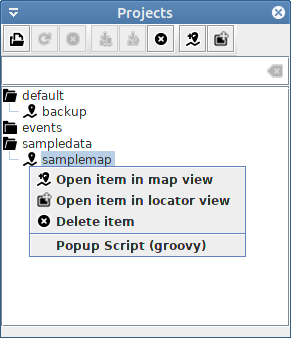 Projects
default
backup
events
sampledata
samplemap
Open item in map view
Open item in locator view
Delete item
Popup Script (groovy)